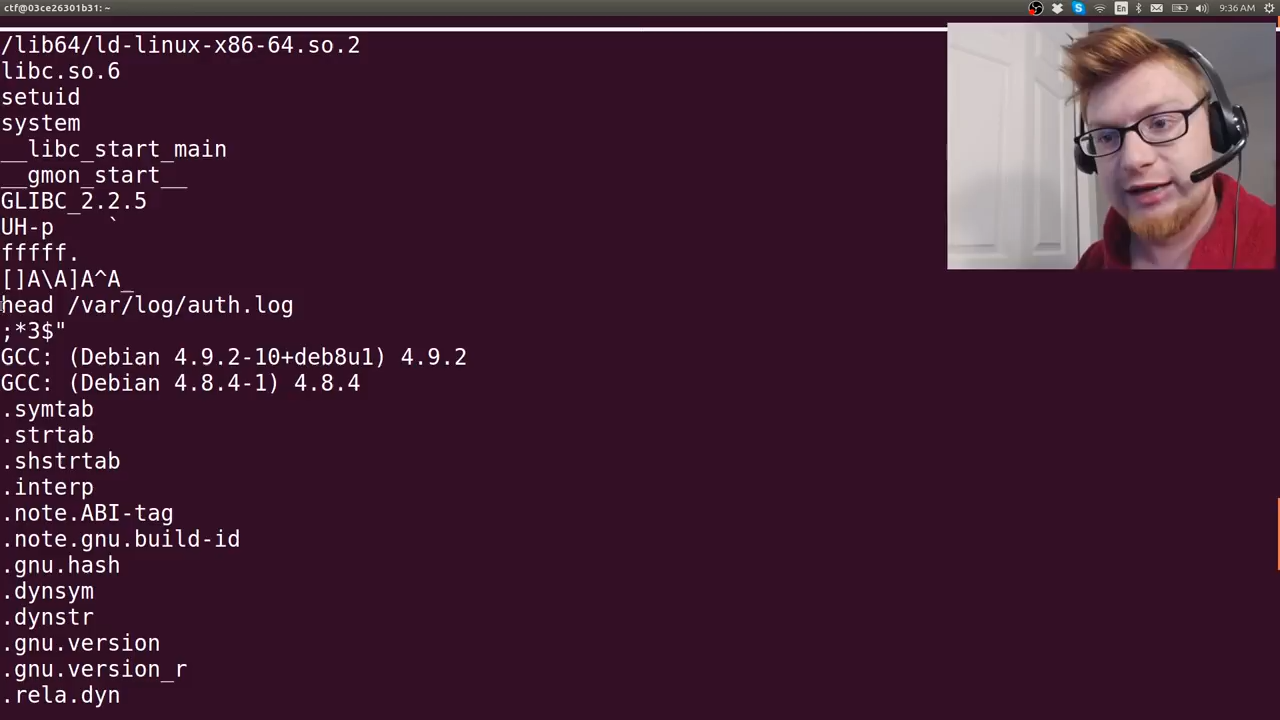 ctf@03ce26301b31: ~
En
9:36 AM
/lib64/ld-linux-x86-64.so.2
libc.so.6
setuid
system
__libc_start_main
__gmon_start__
GLIBC_2.2.5
UH-p    `
fffff.
[]A\A]A^A_
head /var/log/auth.log
;*3$"
GCC: (Debian 4.9.2-10+deb8u1) 4.9.2
GCC: (Debian 4.8.4-1) 4.8.4
.symtab
.strtab
.shstrtab
.interp
.note.ABI-tag
.note.gnu.build-id
.gnu.hash
.dynsym
.dynstr
.gnu.version
.gnu.version_r
.rela.dyn